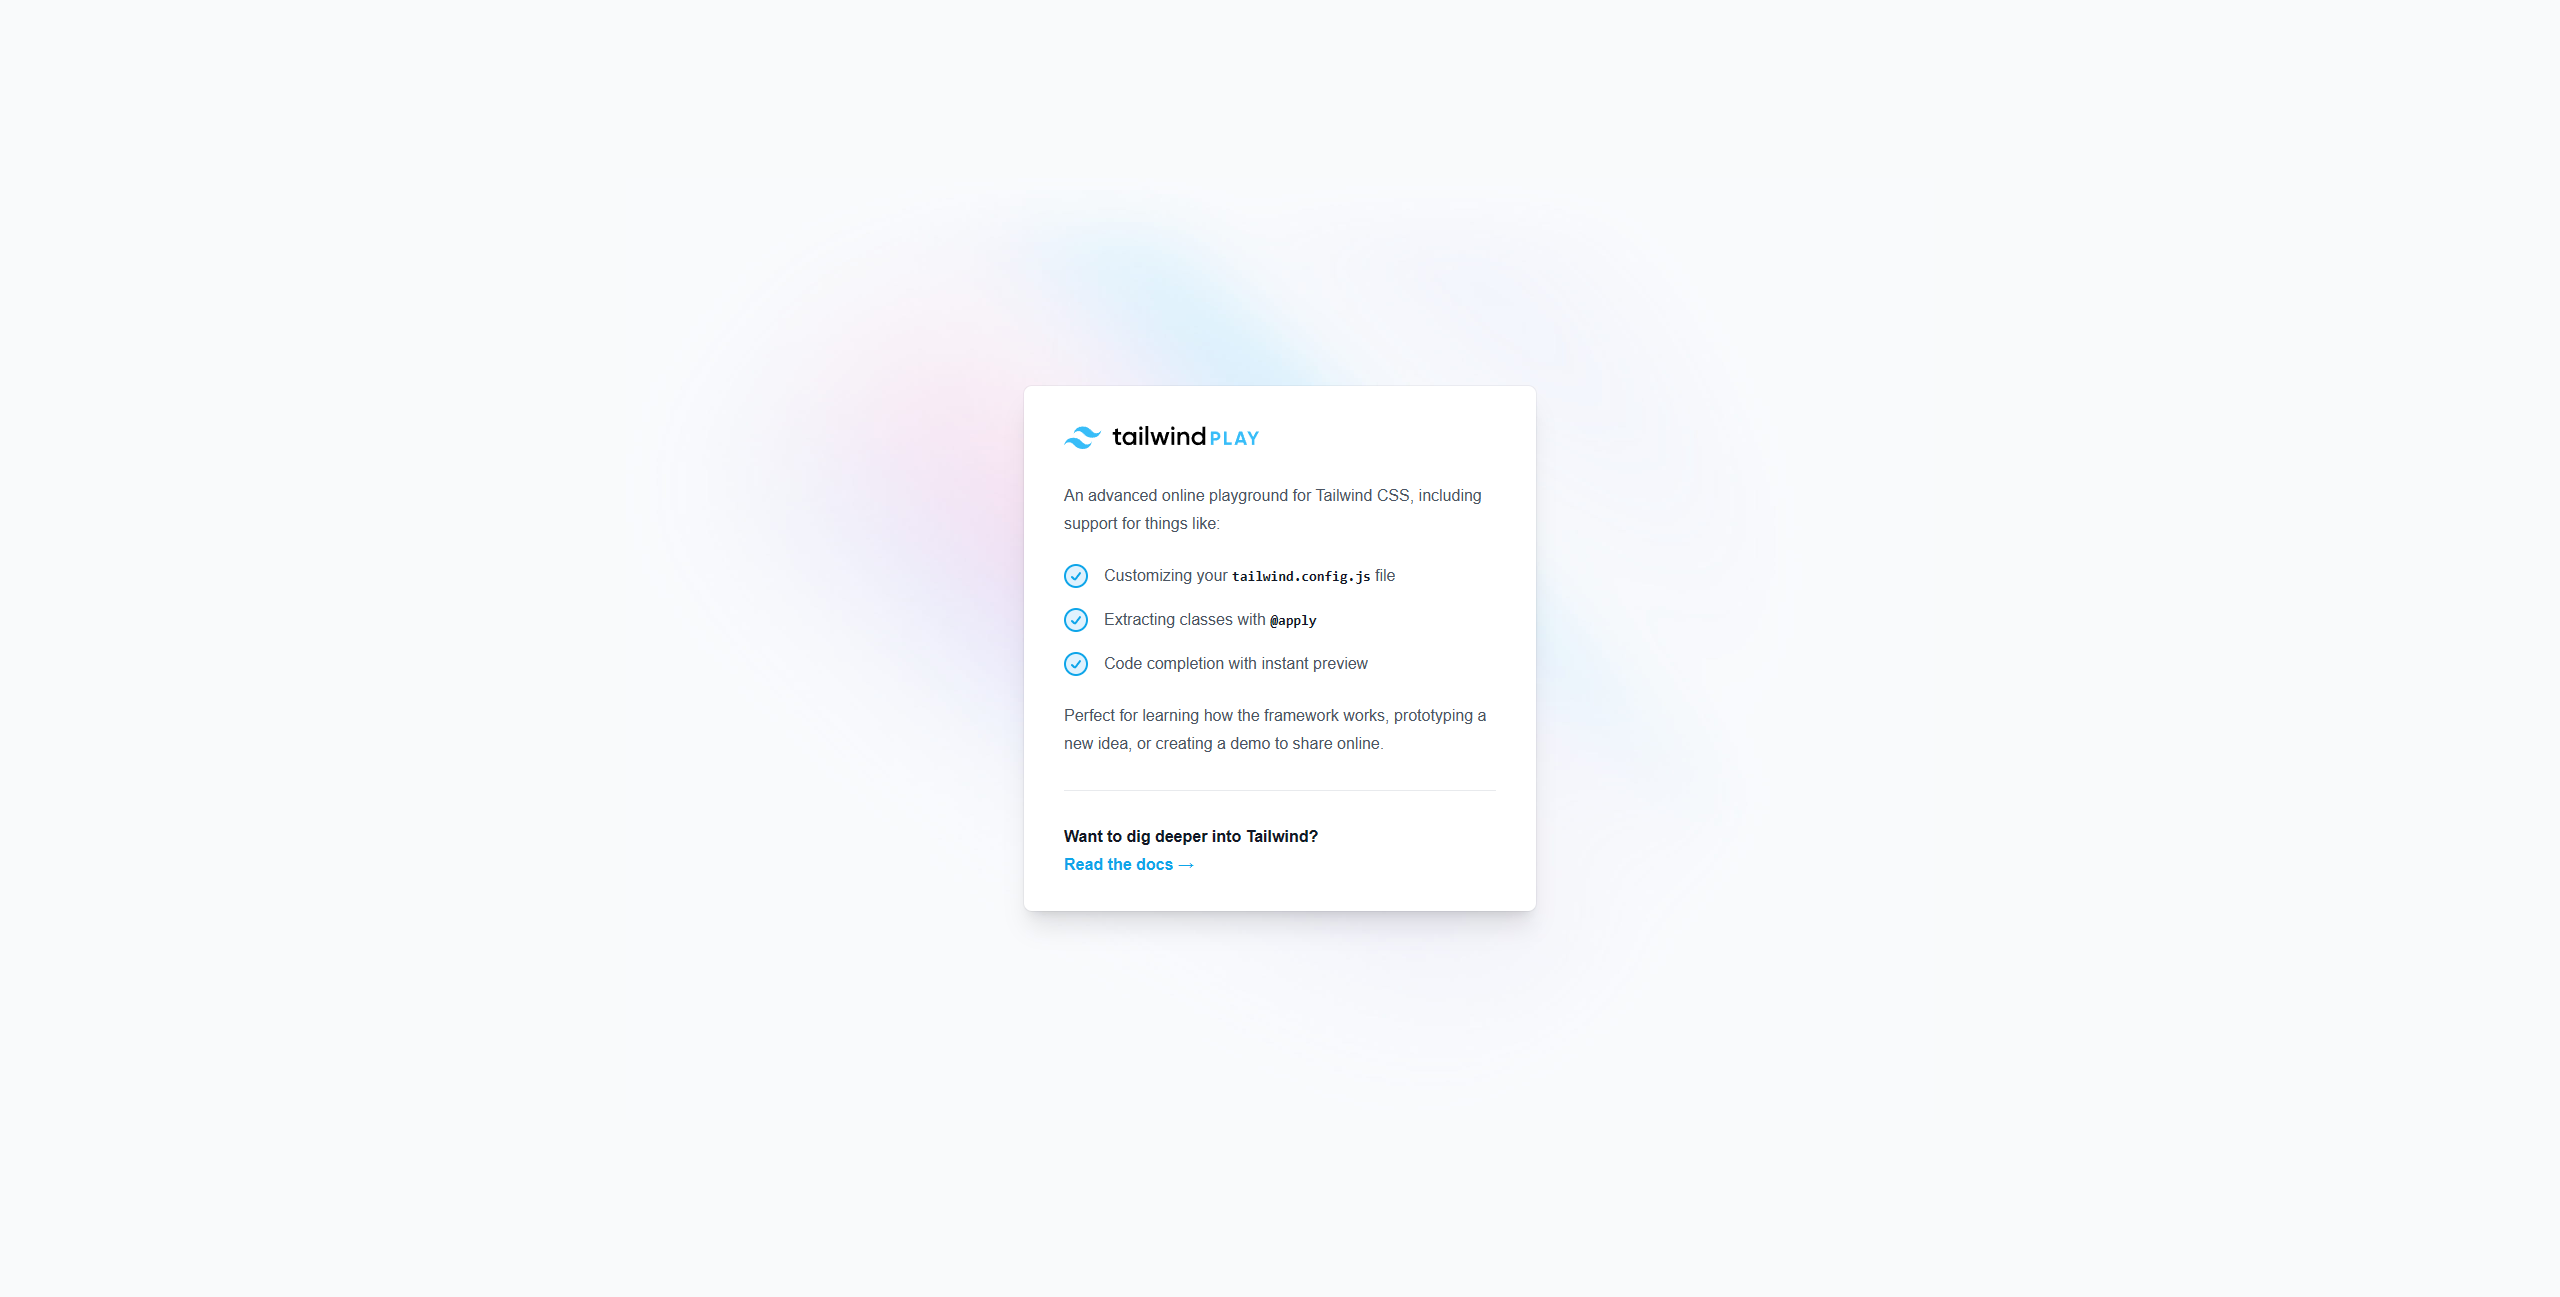 tailwind PLAY
An advanced online playground for Tailwind CSS, including
support for things like:
Customizing your tailwind.config.js file
Extracting classes with @apply
Code completion with instant preview
Perfect for learning how the framework works, prototyping a
new idea, or creating a demo to share online.
Want to dig deeper into Tailwind?
Read the docs →